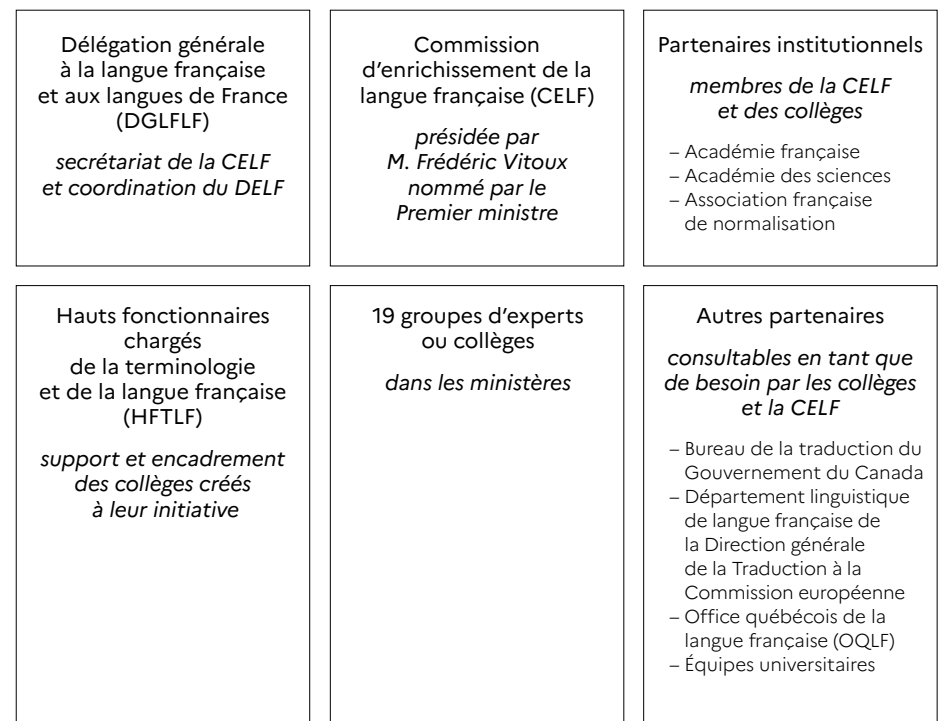 Délégation générale
à la langue française
et aux langues de France
(DGLFLF)
secrétariat de la CELF
et coordination du DELF
Commission
d'enrichissement de la
langue française (CELF)
présidée par
M. Frédéric Vitoux
nommé par le
Premier ministre
Partenaires institutionnels
membres de la CELF
et des collèges
– Académie française
– Académie des sciences
– Association française
de normalisation
Hauts fonctionnaires
chargés
de la terminologie
et de la langue française
(HFTLF)
support et encadrement
des collèges créés
à leur initiative
19 groupes d'experts
ou collèges
dans les ministères
Autres partenaires
consultables en tant que
de besoin par les collèges
et la CELF
– Bureau de la traduction du
Gouvernement du Canada
– Département linguistique
de langue française de
la Direction générale
de la Traduction à la
Commission européenne
– Office québécois de la
langue française (OQLF)
– Équipes universitaires